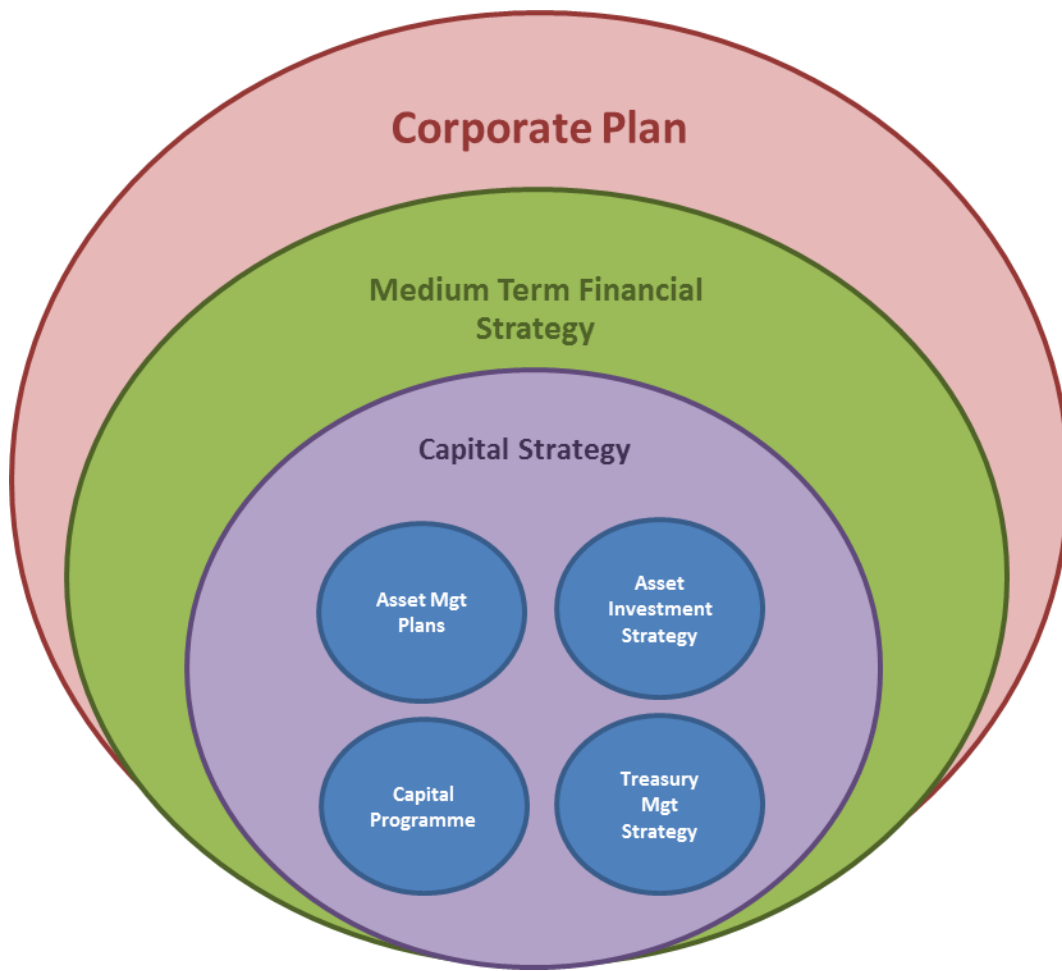 Corporate Plan
Medium Term Financial
Strategy
Capital Strategy
Asset Mgt
Plans
Asset
Investment
Strategy
Capital
Programme
Treasury
Mgt
Strategy